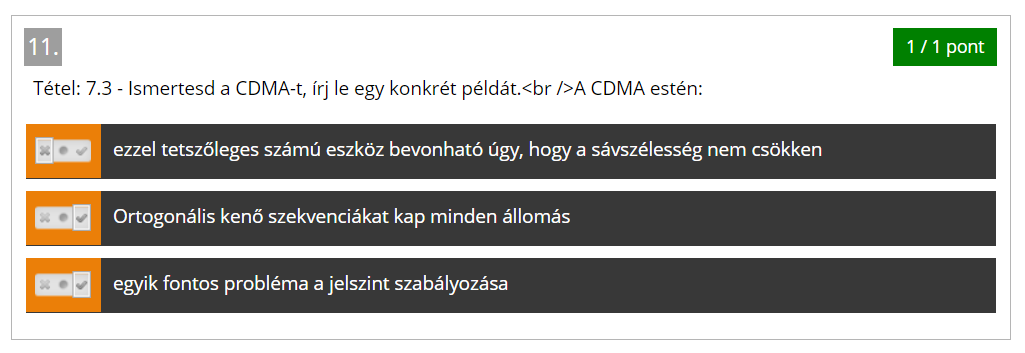 11.
1 / 1 pont
Tétel: 7.3 - Ismertesd a CDMA-t, írj le egy konkrét példát.<br />A CDMA estén:
ezzel tetszőleges számú eszköz bevonható úgy, hogy a sávszélesség nem csökken
Ortogonális kenő szekvenciákat kap minden állomás
egyik fontos probléma a jelszint szabályozása